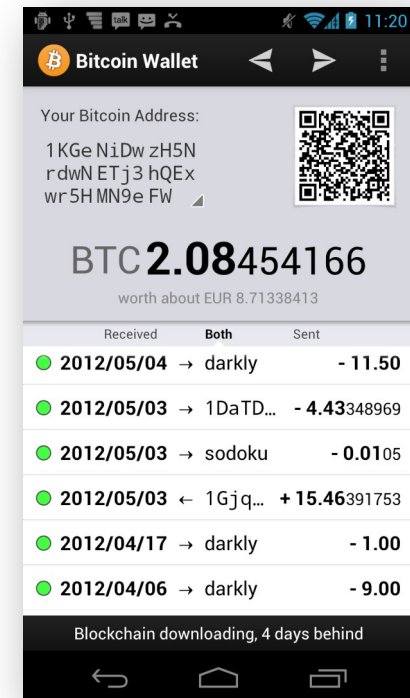 talk
11:20
Bitcoin Wallet
Your Bitcoin Address:
1KGe NiDw zH5N
rdwN ETj3 hQEx
wr5H MN9e FW
BTC 2.08454166
worth about EUR 8.71338413
Received Both Sent
2012/05/04 → darkly - 11.50
2012/05/03 → 1DaTD… - 4.43348969
2012/05/03 → sodoku - 0.0105
2012/05/03 ← 1Gjq… + 15.46391753
2012/04/17 → darkly - 1.00
2012/04/06 → darkly - 9.00
Blockchain downloading, 4 days behind